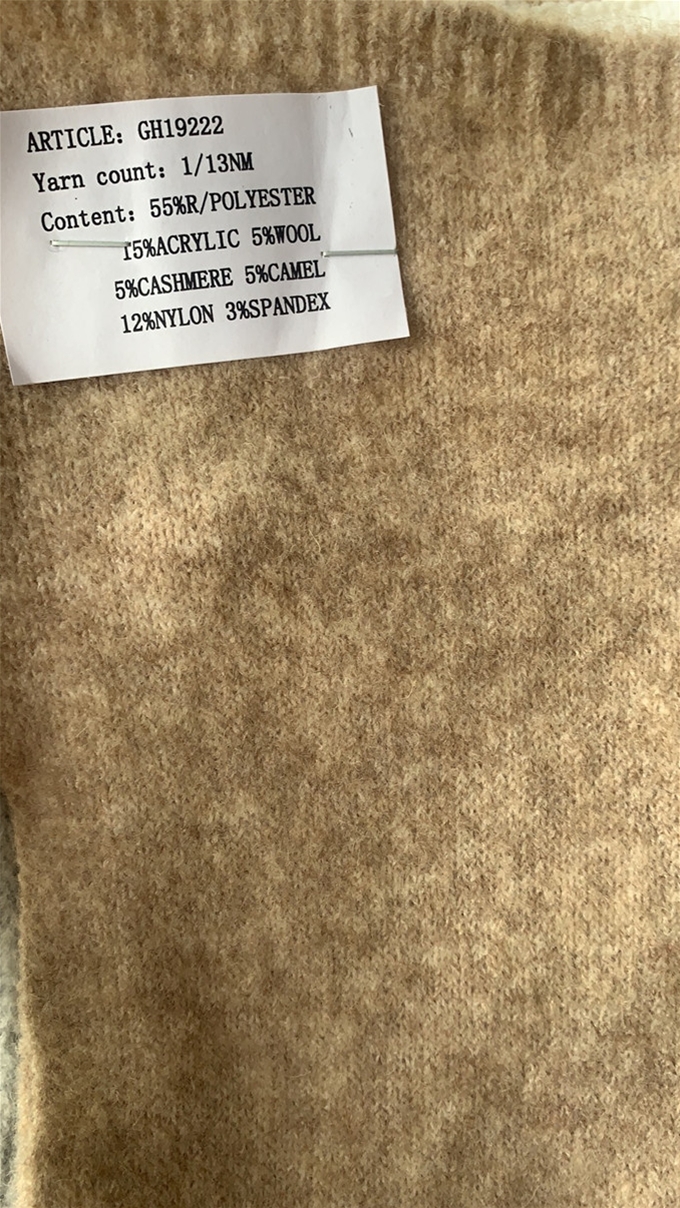 ARTICLE: GH19222
Yarn count: 1/13NM
Content: 55%R/POLYESTER
15%ACRYLIC 5%WOOL
5%CASHMERE 5%CAMEL
12%NYLON 3%SPANDEX